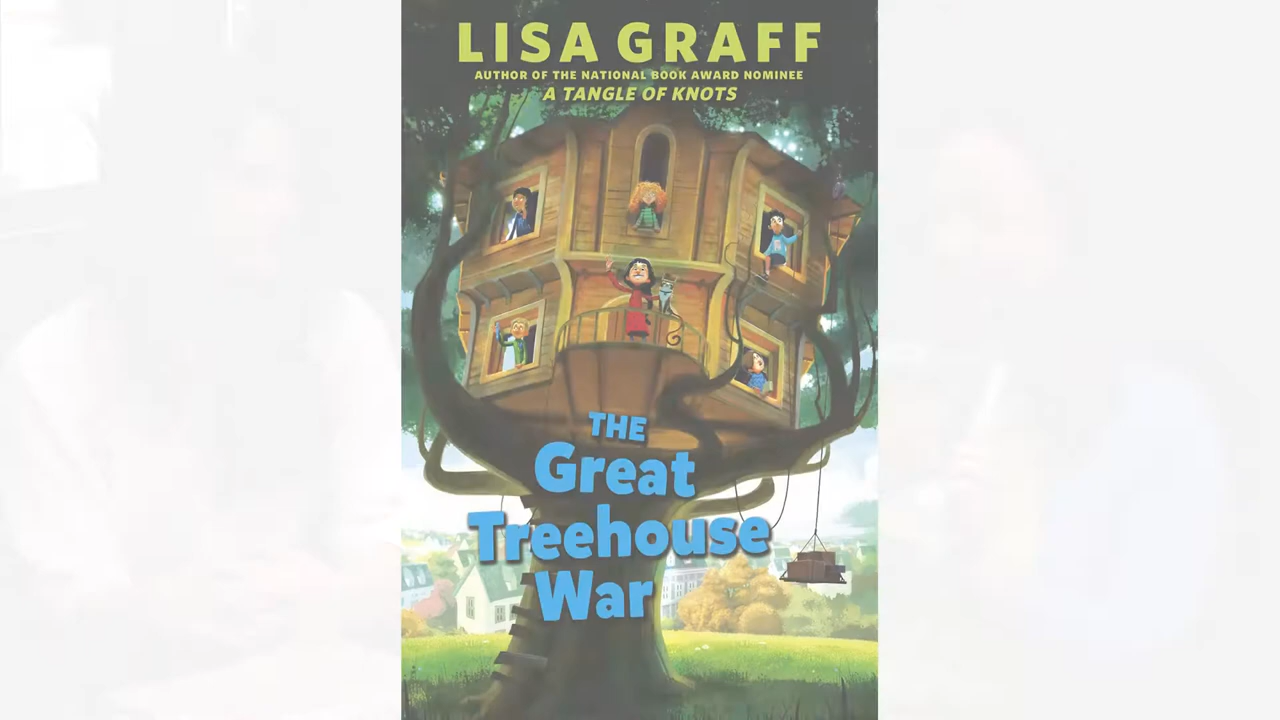 LISA GRAFF
AUTHOR OF THE NATIONAL BOOK AWARD NOMINEE
A TANGLE OF KNOTS
THE
Great
Treehouse
War